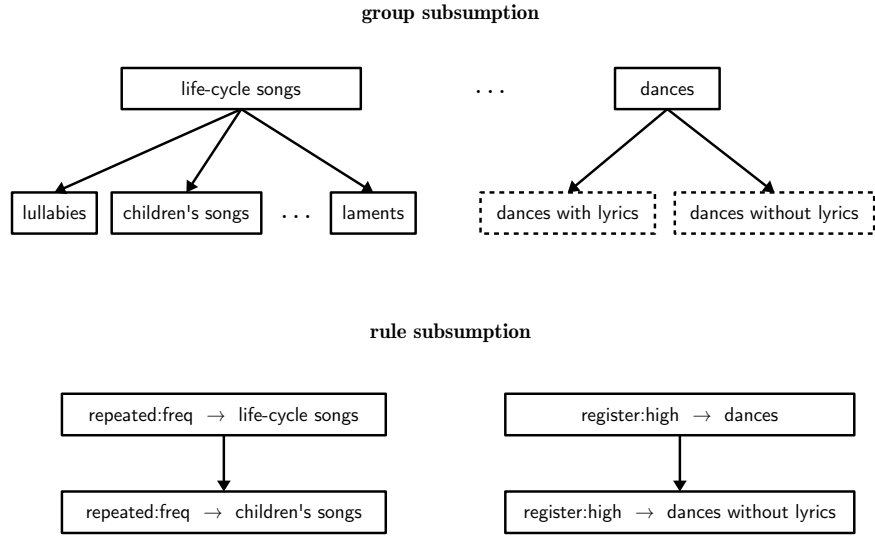 group subsumption
life-cycle songs ... dances
lullabies children's songs ... laments dances with lyrics dances without lyrics
rule subsumption
repeated:freq → life-cycle songs register:high → dances
repeated:freq → children's songs register:high → dances without lyrics